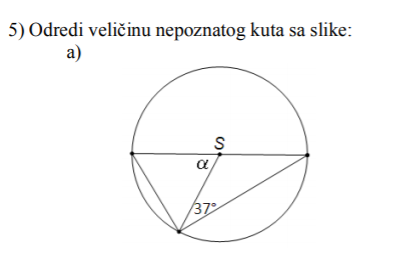 5) Odredi veličinu nepoznatog kuta sa slike:
a)
S
α
37°